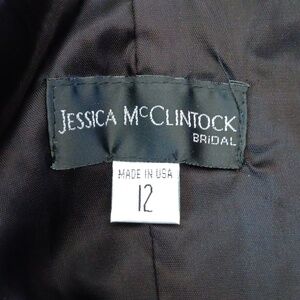 JESSICA MCCLINTOCK
BRIDAL
MADE IN USA
12